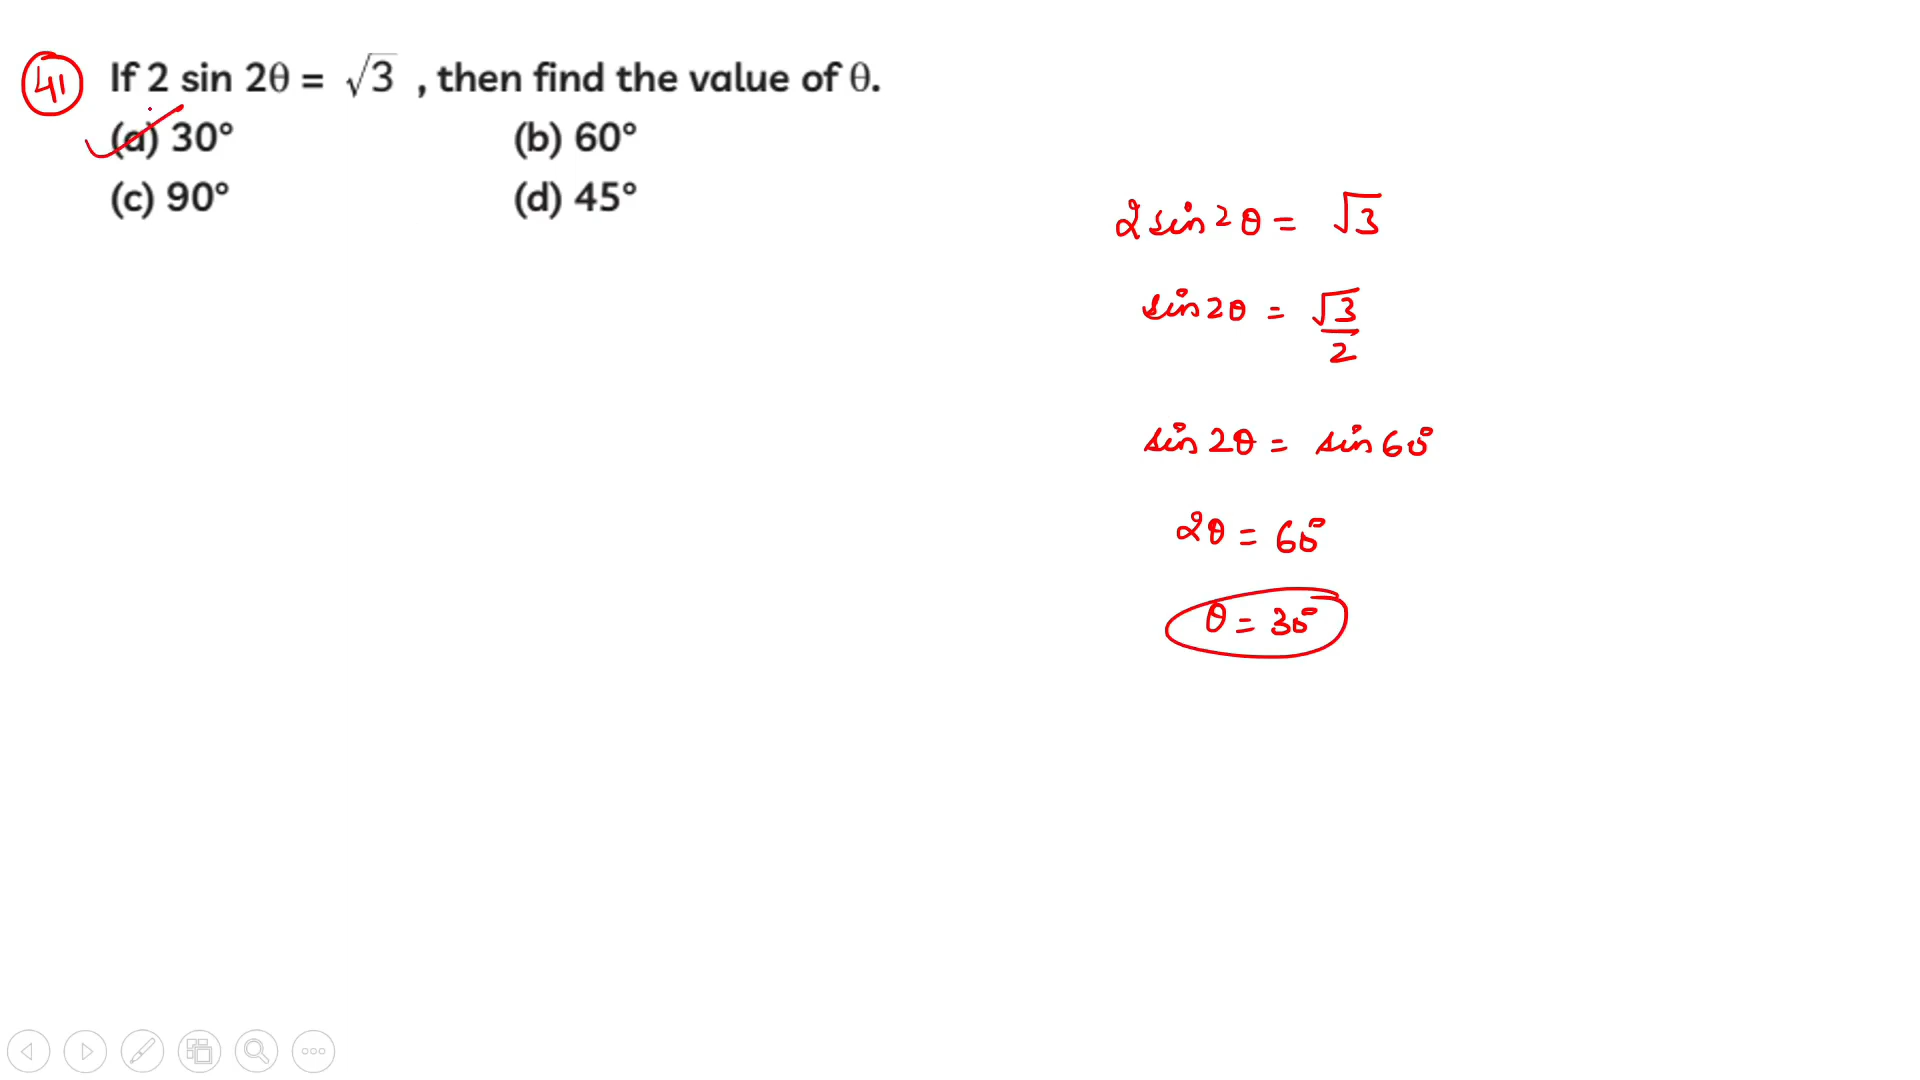 41 If 2 sin 2θ = √3 , then find the value of θ.
(a) 30° (b) 60°
(c) 90° (d) 45°
2 sin 2θ = √3
sin 2θ = √3/2
sin 2θ = sin 60°
2θ = 60°
θ = 30°